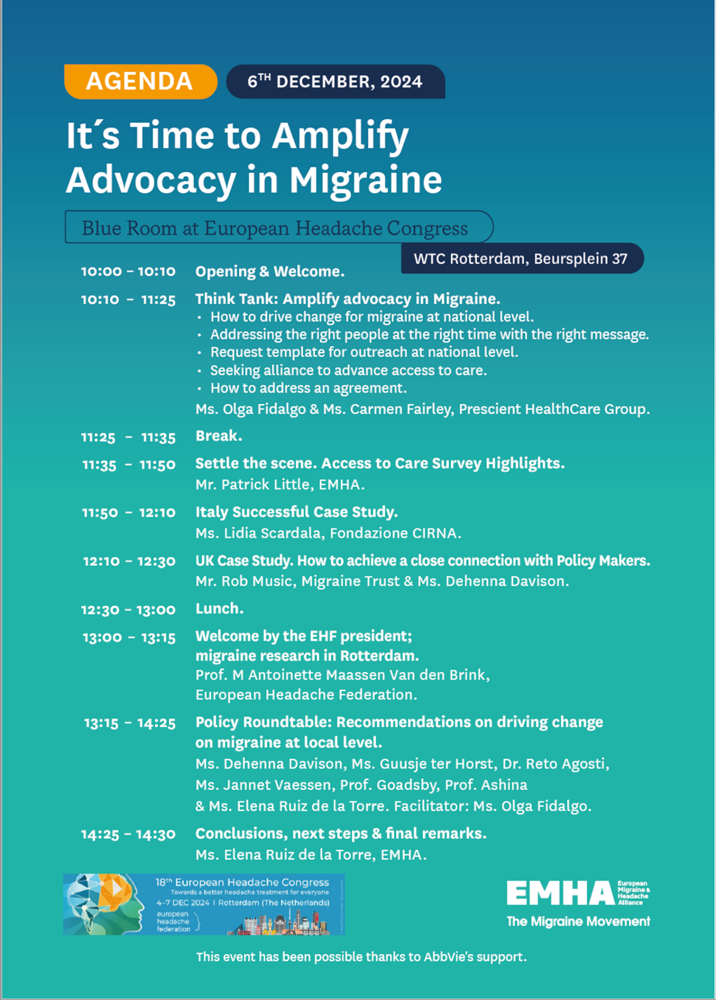 AGENDA
6TH DECEMBER, 2024
It´s Time to Amplify
Advocacy in Migraine
Blue Room at European Headache Congress
WTC Rotterdam, Beursplein 37
10:00 – 10:10 Opening & Welcome.
10:10 – 11:25 Think Tank: Amplify advocacy in Migraine.
• How to drive change for migraine at national level.
• Addressing the right people at the right time with the right message.
• Request template for outreach at national level.
• Seeking alliance to advance access to care.
• How to address an agreement.
Ms. Olga Fidalgo & Ms. Carmen Fairley, Prescient HealthCare Group.
11:25 – 11:35 Break.
11:35 – 11:50 Settle the scene. Access to Care Survey Highlights.
Mr. Patrick Little, EMHA.
11:50 – 12:10 Italy Successful Case Study.
Ms. Lidia Scardala, Fondazione CIRNA.
12:10 – 12:30 UK Case Study. How to achieve a close connection with Policy Makers.
Mr. Rob Music, Migraine Trust & Ms. Dehenna Davison.
12:30 – 13:00 Lunch.
13:00 – 13:15 Welcome by the EHF president;
migraine research in Rotterdam.
Prof. M Antoinette Maassen Van den Brink,
European Headache Federation.
13:15 – 14:25 Policy Roundtable: Recommendations on driving change
on migraine at local level.
Ms. Dehenna Davison, Ms. Guusje ter Horst, Dr. Reto Agosti,
Ms. Jannet Vaessen, Prof. Goadsby, Prof. Ashina
& Ms. Elena Ruiz de la Torre. Facilitator: Ms. Olga Fidalgo.
14:25 – 14:30 Conclusions, next steps & final remarks.
Ms. Elena Ruiz de la Torre, EMHA.
18th European Headache Congress
Towards a better headache treatment for everyone
4–7 DEC 2024 | Rotterdam (The Netherlands)
european
headache
federation
EMHA
European
Migraine &
Headache
Alliance
The Migraine Movement
This event has been possible thanks to AbbVie's support.